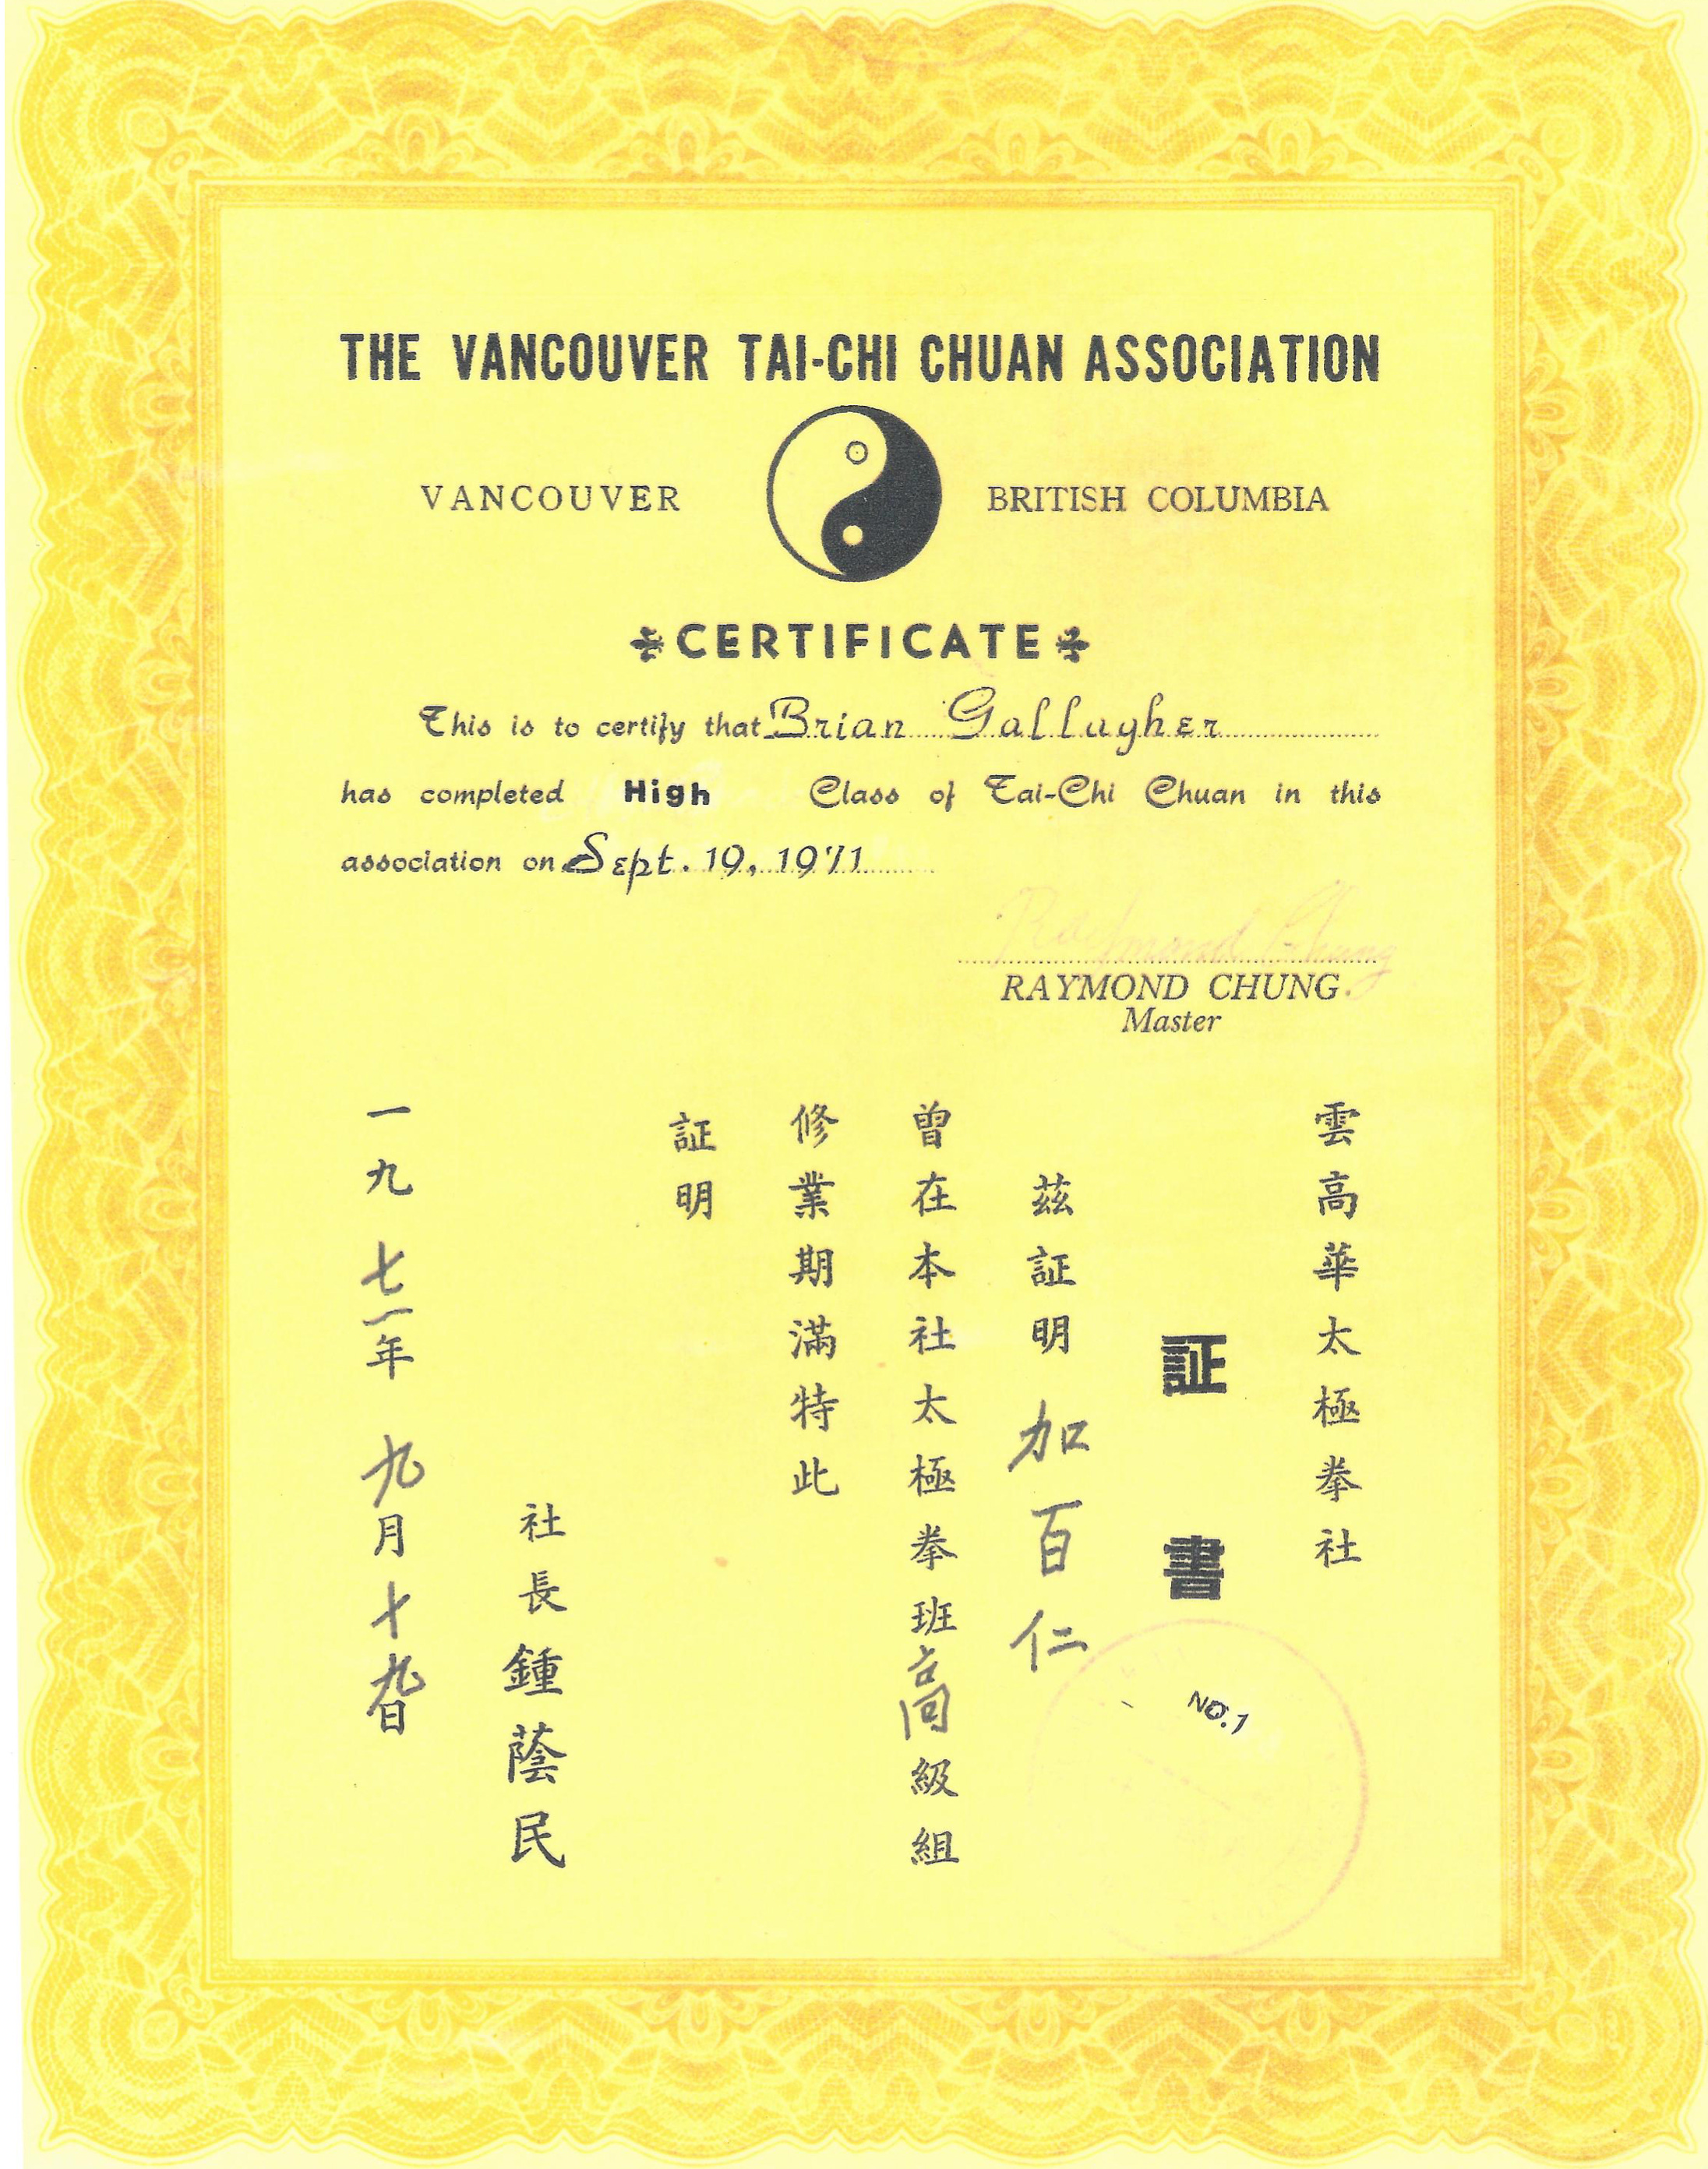 THE VANCOUVER TAI-CHI CHUAN ASSOCIATION
VANCOUVER BRITISH COLUMBIA
CERTIFICATE
This is to certify that Brian Gallagher
has completed High Class of Tai-Chi Chuan in this
association on Sept. 19, 1971
Raymond Chung
RAYMOND CHUNG
Master
雲高華太極拳社
証書
NO.1
茲証明加百仁
曾在本社太極拳班高級組
修業期滿特此
証明
社長鍾蔭民
一九七一年九月十九日